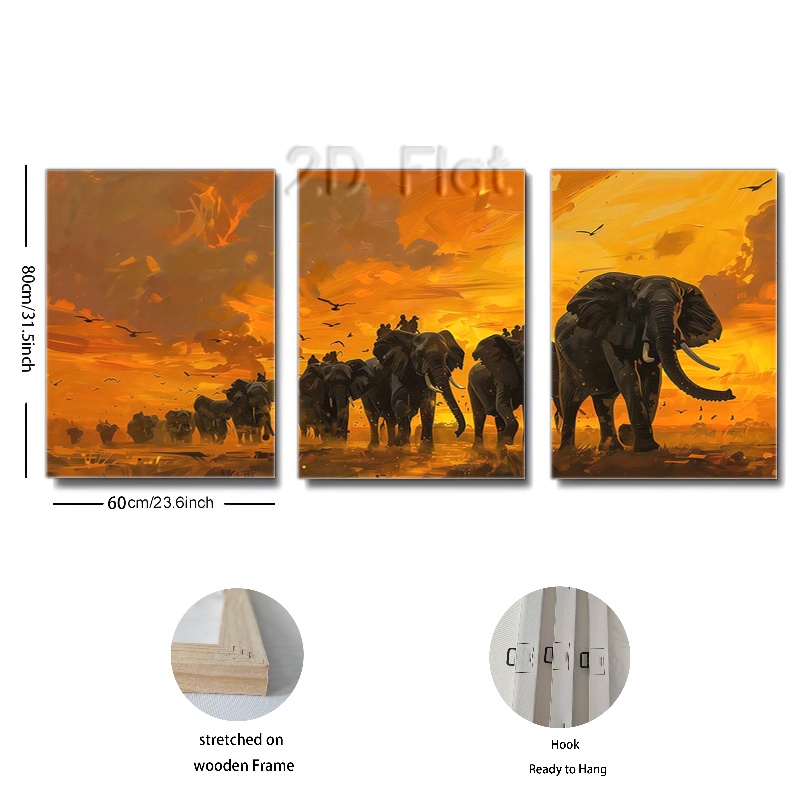 2D Flat
80cm/31.5inch
60cm/23.6inch
stretched on
wooden Frame
Hook
Ready to Hang